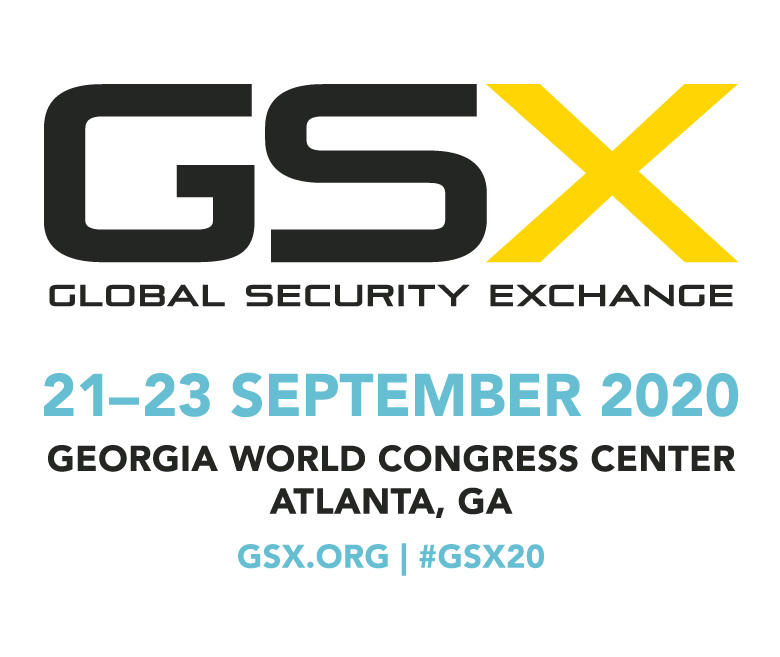 GSX
GLOBAL SECURITY EXCHANGE
21–23 SEPTEMBER 2020
GEORGIA WORLD CONGRESS CENTER
ATLANTA, GA
GSX.ORG | #GSX20